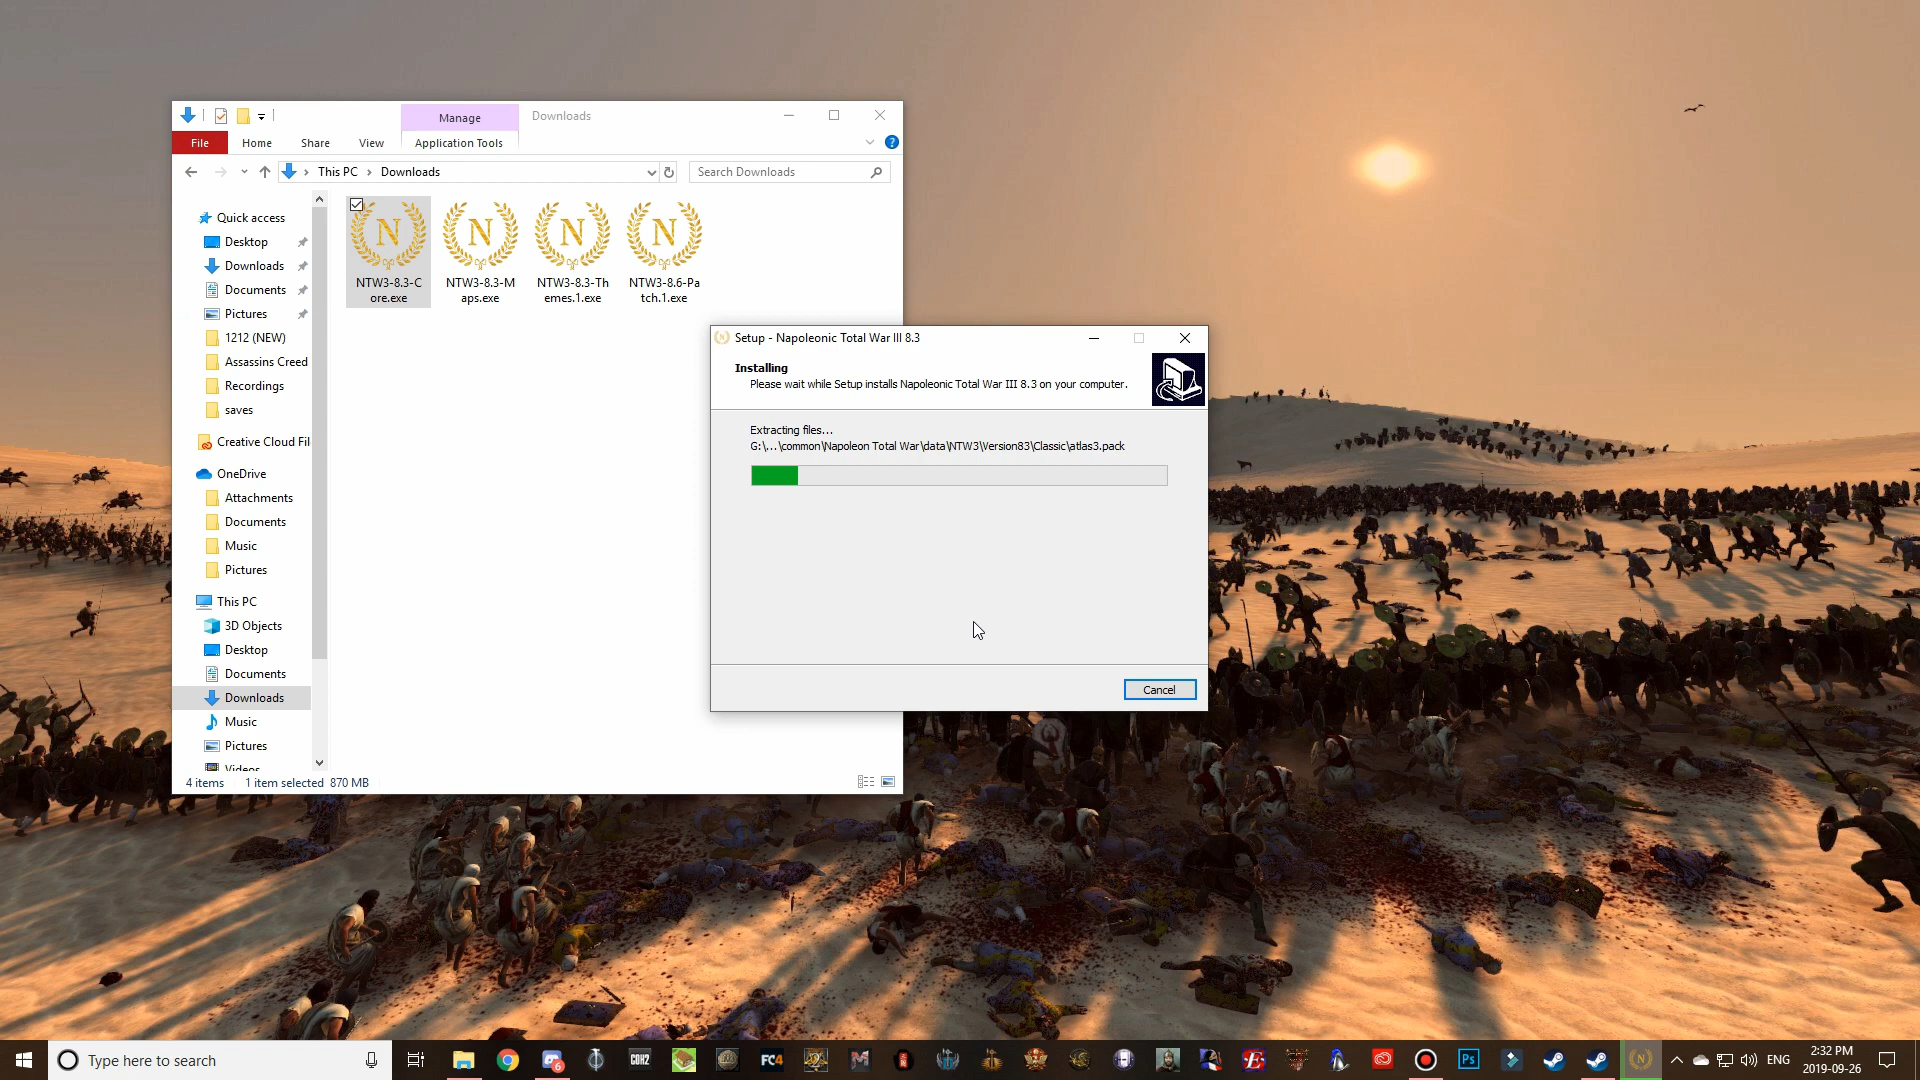 Manage
Downloads
File
Home
Share
View
Application Tools
This PC
Downloads
Search Downloads
Quick access
Desktop
Downloads
Documents
Pictures
1212 (NEW)
Assassins Creed
Recordings
saves
Creative Cloud Fil
OneDrive
Attachments
Documents
Music
Pictures
This PC
3D Objects
Desktop
Documents
Downloads
Music
Pictures
Videos
N
NTW3-8.3-C
ore.exe
N
NTW3-8.3-M
aps.exe
N
NTW3-8.3-Th
emes.1.exe
N
NTW3-8.6-Pa
tch.1.exe
4 items
1 item selected 870 MB
Setup - Napoleonic Total War III 8.3
Installing
Please wait while Setup installs Napoleonic Total War III 8.3 on your computer.
Extracting files...
G:\...\common\Napoleon Total War\data\NTW3\Version83\Classic\atlas3.pack
Cancel
Type here to search
6
COH2
FC4
Ps
N
ENG
2:32 PM
2019-09-26